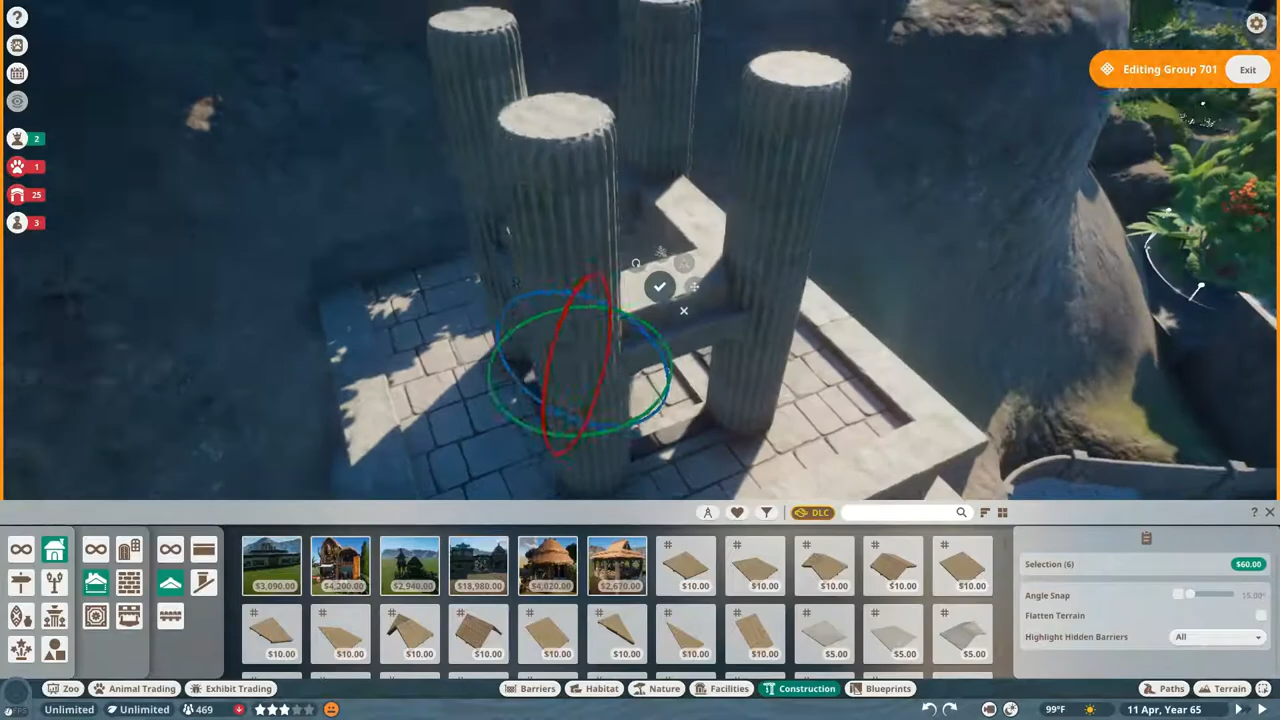 ?
Editing Group 701
Exit
2
1
25
3
DLC
? ×
$3,090.00
$4,200.00
$2,940.00
$18,980.00
$4,020.00
$2,670.00
$10.00
$10.00
$10.00
$10.00
$10.00
Selection (6)
$60.00
Angle Snap
15.00°
Flatten Terrain
Highlight Hidden Barriers
All
$10.00
$10.00
$10.00
$10.00
$10.00
$10.00
$10.00
$10.00
$5.00
$5.00
$5.00
Zoo
Animal Trading
Exhibit Trading
Barriers
Habitat
Nature
Facilities
Construction
Blueprints
Paths
Terrain
Unlimited
Unlimited
469
99°F
11 Apr, Year 65